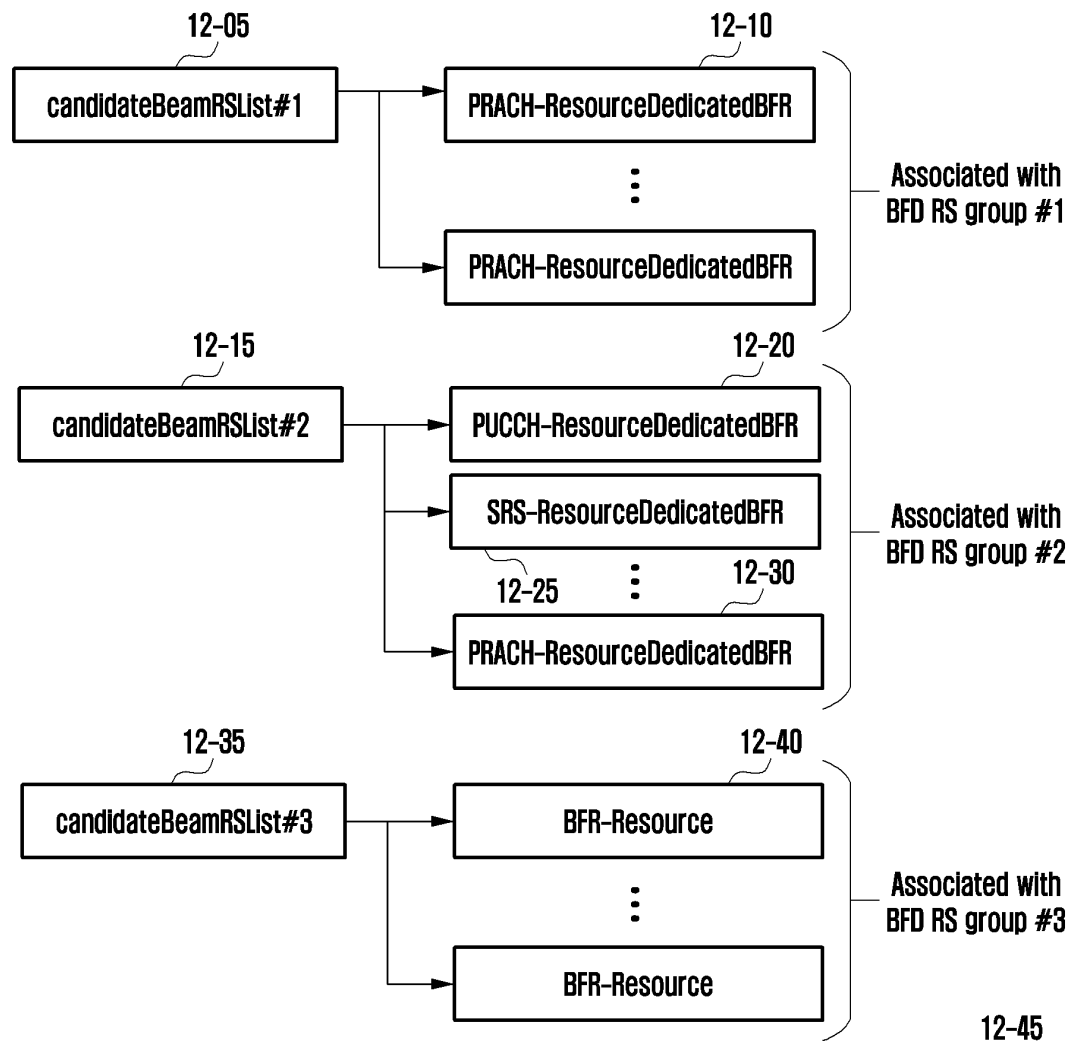 12-05
12-10
candidateBeamRSList#1
PRACH-ResourceDedicatedBFR
PRACH-ResourceDedicatedBFR
Associated with
BFD RS group #1
12-15
12-20
candidateBeamRSList#2
PUCCH-ResourceDedicatedBFR
SRS-ResourceDedicatedBFR
12-25
12-30
PRACH-ResourceDedicatedBFR
Associated with
BFD RS group #2
12-35
12-40
candidateBeamRSList#3
BFR-Resource
BFR-Resource
Associated with
BFD RS group #3
12-45